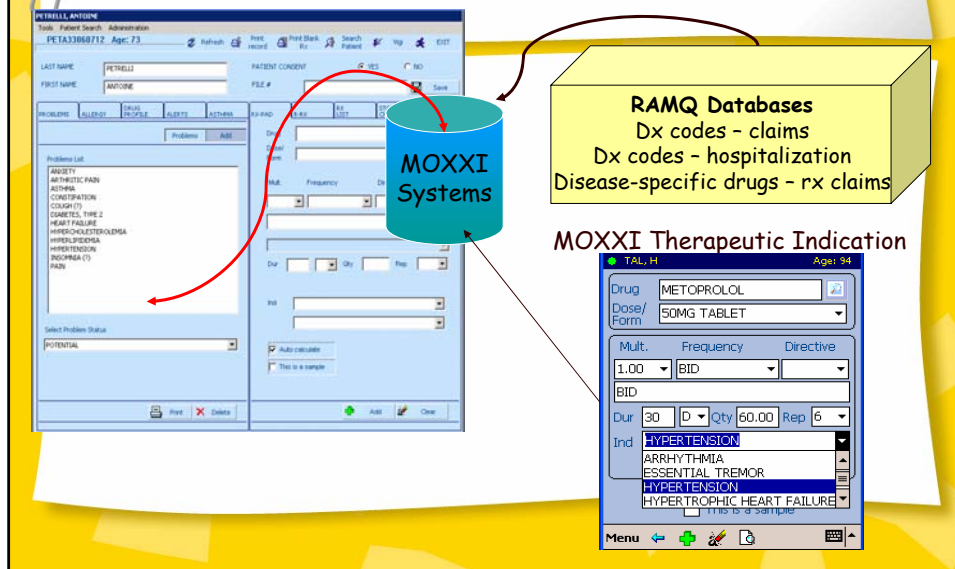 PETRELLI, ANTOINE
Tools Patient Search Administration
PETA33060712 Age: 73
Refresh
Print record
Print Blank Rx
Search Patient
EXIT
LAST NAME PETRELLI
PATIENT CONSENT YES NO
FIRST NAME ANTOINE
FILE # Save
PROBLEMS ALLERGY DRUG PROFILE ALERTS ASTHMA
RX-PAD RX LIST
Problems Add
Drug
Dose/ Form
Problems List
ANXIETY
ARTHRITIC PAIN
ASTHMA
CONSTIPATION
COUGH (?)
DIABETES, TYPE 2
HEART FAILURE
HYPERCHOLESTEROLEMIA
HYPERLIPIDEMIA
HYPERTENSION
INSOMNIA (?)
PAIN
Mult. Frequency
Dur Qty Rep
Ind
Select Problem Status
POTENTIAL
Auto calculate
This is a sample
Print Delete
Add Clear
MOXXI
Systems
RAMQ Databases
Dx codes – claims
Dx codes – hospitalization
Disease-specific drugs – rx claims
MOXXI Therapeutic Indication
TAL, H Age: 94
Drug METOPROLOL
Dose/ Form 50MG TABLET
Mult. Frequency Directive
1.00 BID
BID
Dur 30 D Qty 60.00 Rep 6
Ind HYPERTENSION
ARRHYTHMIA
ESSENTIAL TREMOR
HYPERTENSION
HYPERTROPHIC HEART FAILURE
This is a sample
Menu